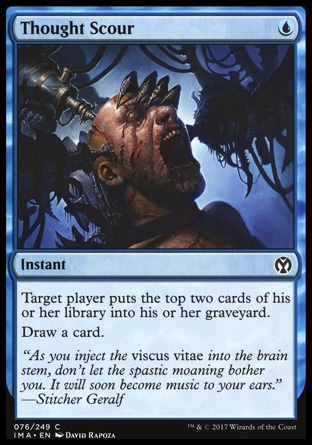 Thought Scour
Instant
Target player puts the top two cards of his
or her library into his or her graveyard.
Draw a card.
"As you inject the viscus vitae into the brain
stem, don't let the spastic moaning bother
you. It will soon become music to your ears."
—Stitcher Geralf
076/249 C
IMA • EN DAVID RAPOZA
™ & © 2017 Wizards of the Coast